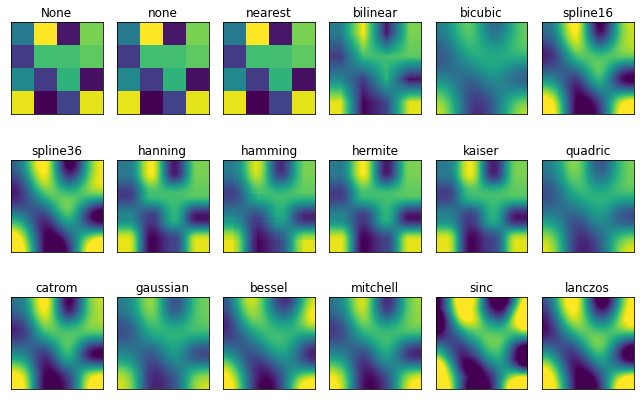 None none nearest bilinear bicubic spline16
spline36 hanning hamming hermite kaiser quadric
catrom gaussian bessel mitchell sinc lanczos